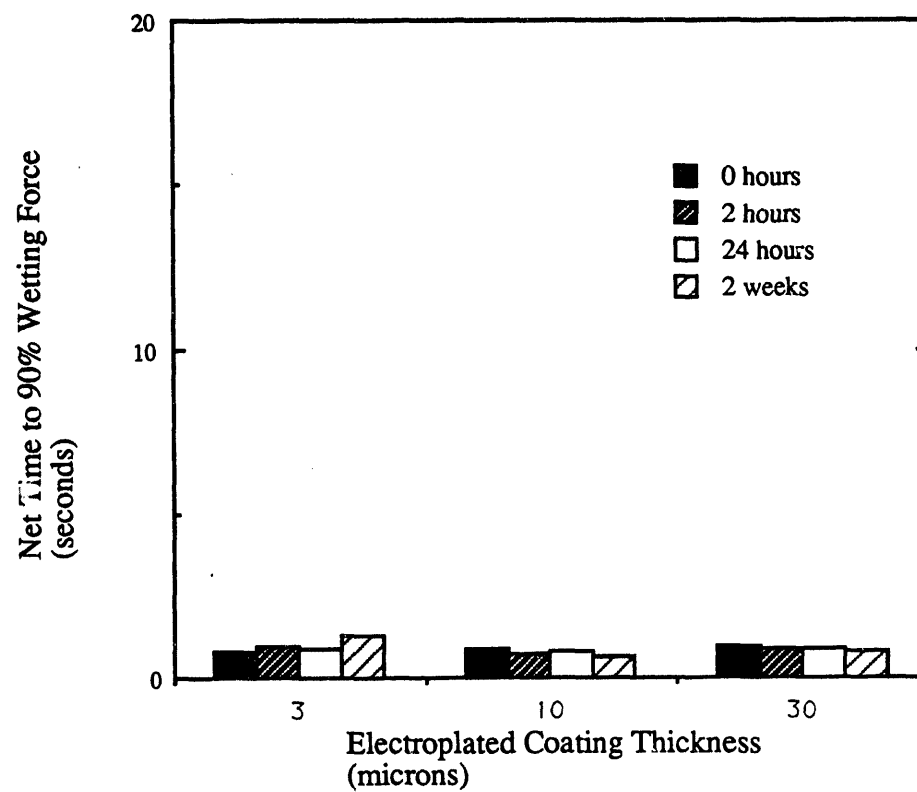 20
10
0
Net Time to 90% Wetting Force
(seconds)
0 hours
2 hours
24 hours
2 weeks
3 10 30
Electroplated Coating Thickness
(microns)